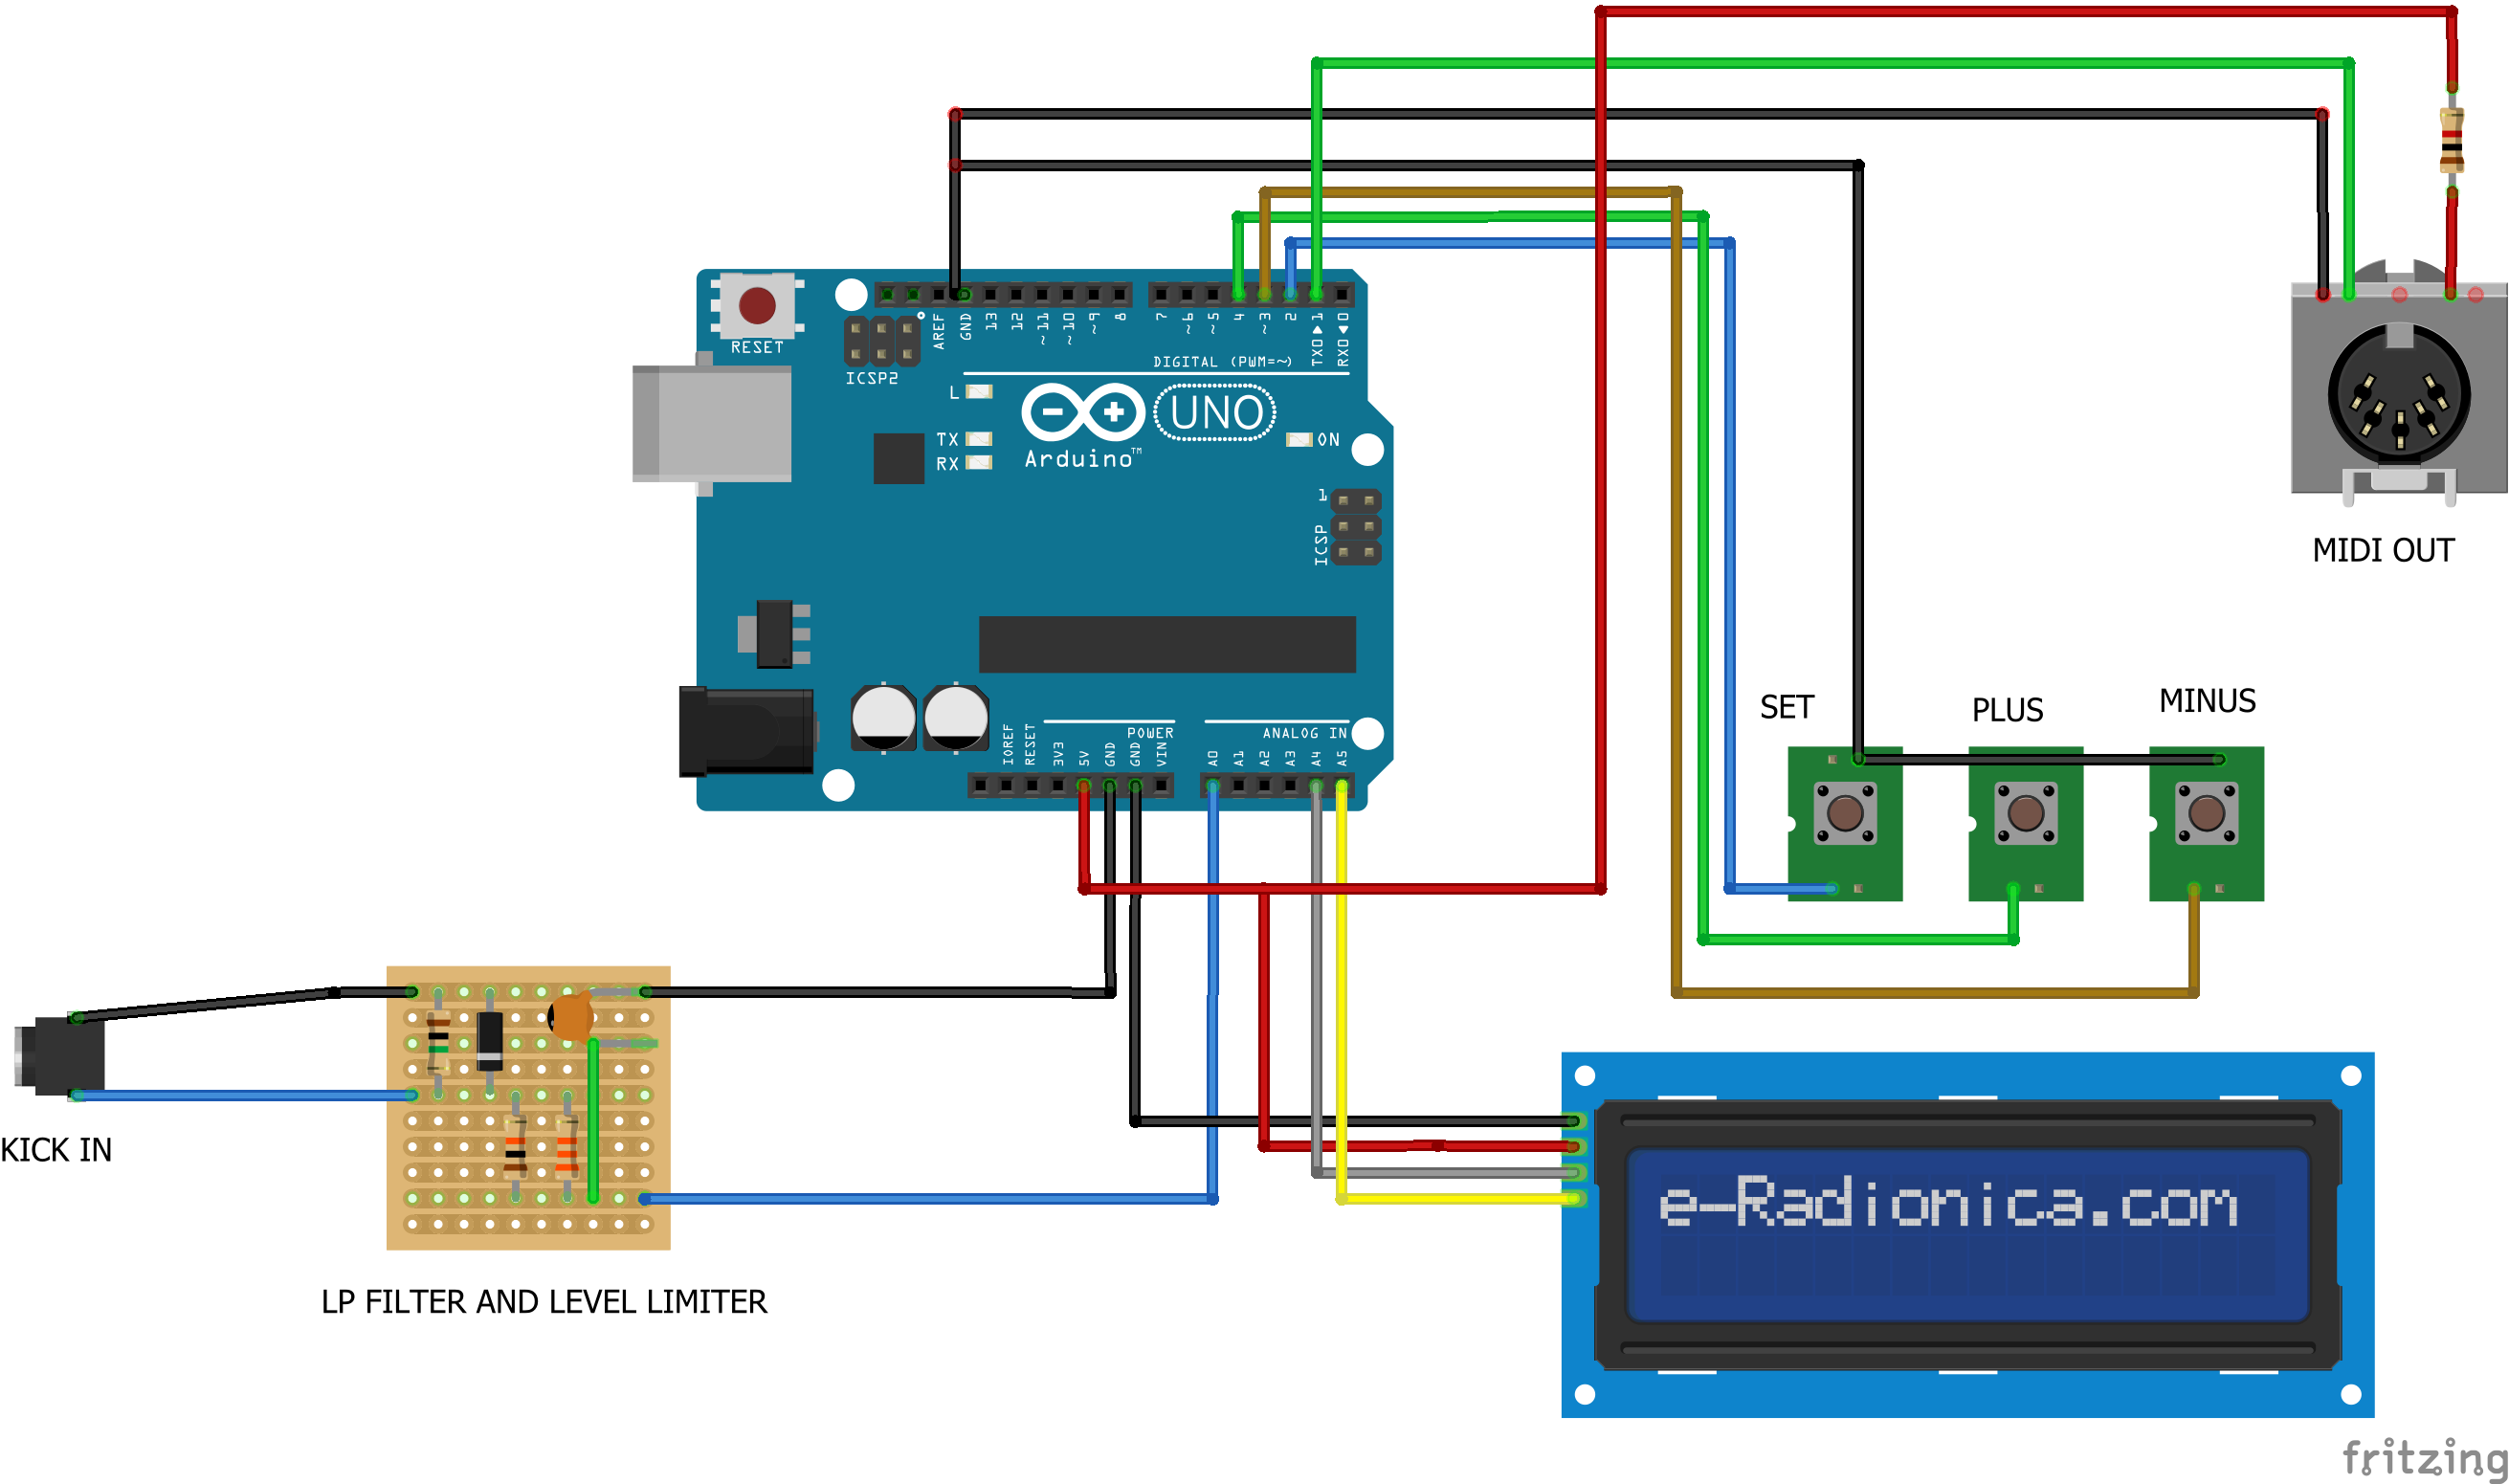 RESET
ICSP2
AREF
GND
13
12
~11
~10
~9
8
7
~6
~5
4
~3
2
TX0▶1
RX0◀0
DIGITAL (PWM=~)
L
TX
RX
Arduino™
UNO
ON
1
ICSP
MIDI OUT
SET
PLUS
MINUS
IOREF
RESET
3V3
5V
GND
GND
VIN
POWER
A0
A1
A2
A3
A4
A5
ANALOG IN
KICK IN
LP FILTER AND LEVEL LIMITER
e-Radionica.com
fritzing